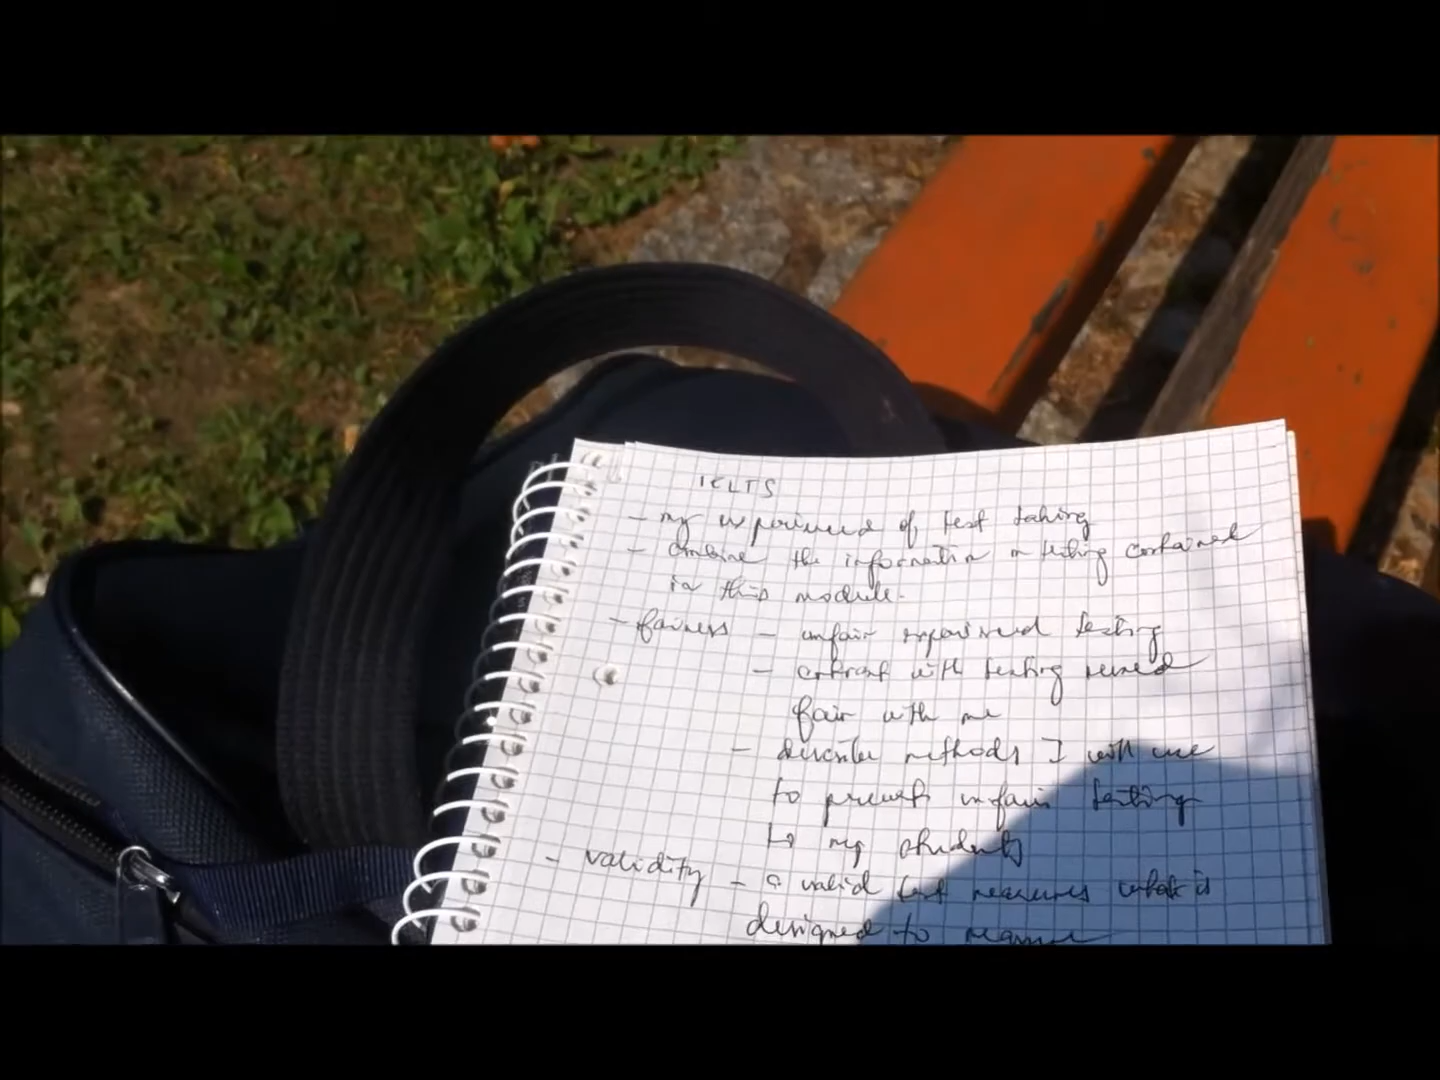 IELTS
- my experience of test taking
- combine the information on testing contained
in this module.
- fairness - unfair experienced testing
- contrast with testing
fair with me
- describe methods I will use
to prevent unfair testing
to my students
- validity - a valid test measures what is
designed to measure